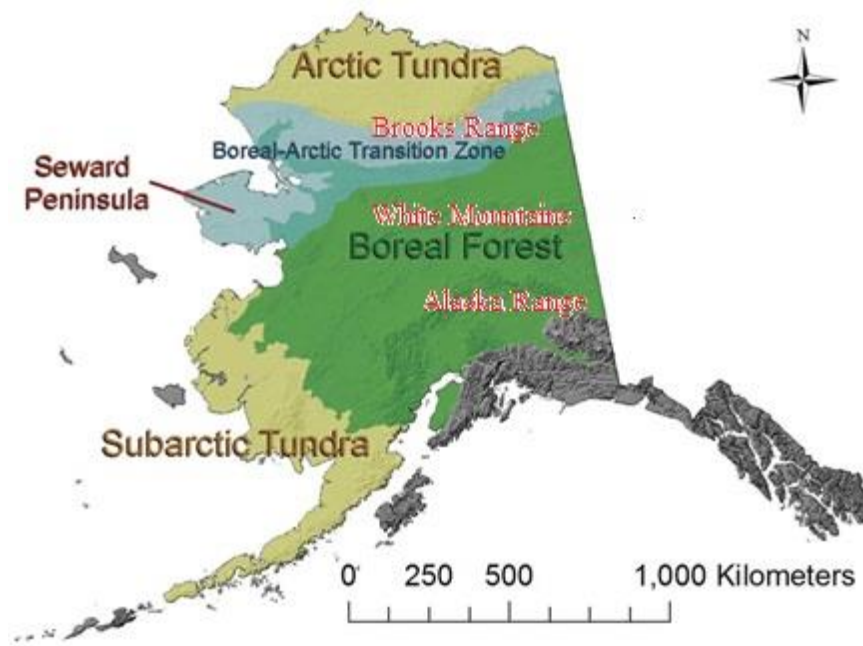 N
Arctic Tundra
Brooks Range
Boreal-Arctic Transition Zone
Seward
Peninsula
White Mountains
Boreal Forest
Alaska Range
Subarctic Tundra
0 250 500 1,000 Kilometers